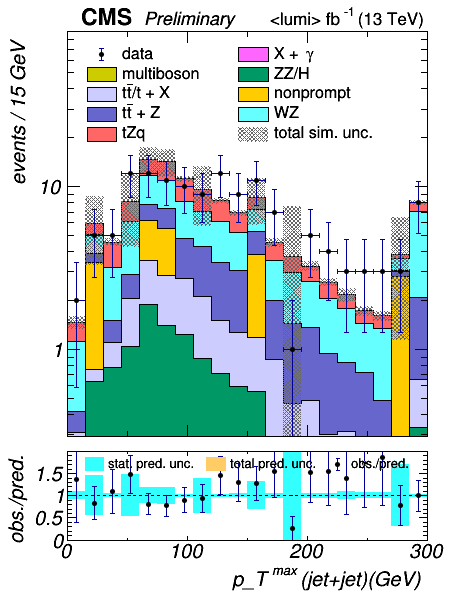 CMS Preliminary <lumi> fb⁻¹ (13 TeV)
events / 15 GeV
data
multiboson
tt̄/t + X
tt̄ + Z
tZq
X + γ
ZZ/H
nonprompt
WZ
total sim. unc.
10
1
stat. pred. unc.
total pred. unc.
obs./pred.
obs./pred.
1.5
1
0.5
0
0
100
200
300
p_T^max (jet+jet)(GeV)